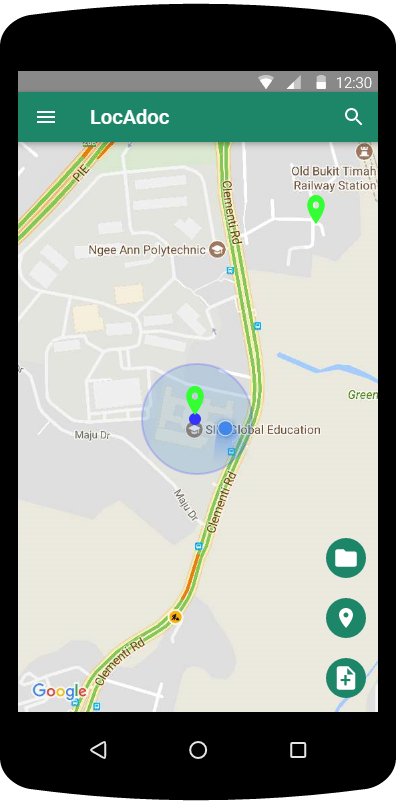 12:30
LocAdoc
PIE
Clementi Rd
Old Bukit Timah
Railway Station
Ngee Ann Polytechnic
Green
Global Education
Maju Dr
Maju Dr
Clementi Rd
Clementi Rd
Google